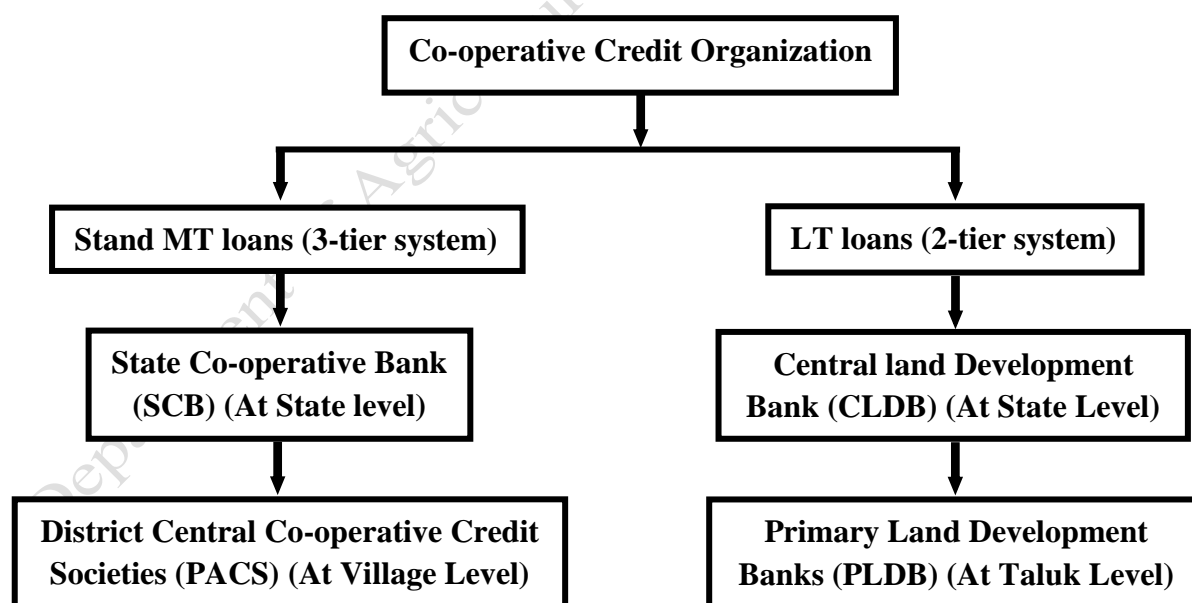 Co-operative Credit Organization
Stand MT loans (3-tier system)
LT loans (2-tier system)
State Co-operative Bank
(SCB) (At State level)
Central land Development
Bank (CLDB) (At State Level)
District Central Co-operative Credit
Societies (PACS) (At Village Level)
Primary Land Development
Banks (PLDB) (At Taluk Level)